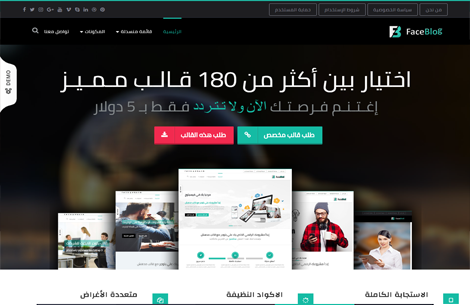 من نحن
سياسة الخصوصية
شروط الإستخدام
حماية المستخدم
FaceBlog
الرئيسية
قائمة منسدلة
المدونات
تواصل معنا
DEMO
اختيار بين أكثر من 180 قالب مميز
إغتنم فرصتك الآن ولا تتردد فقط بـ 5 دولار
طلب قالب مخصص
طلب هذه القالب
الاستجابة الكاملة
الاكواد النظيفة
متعددة الأغراض